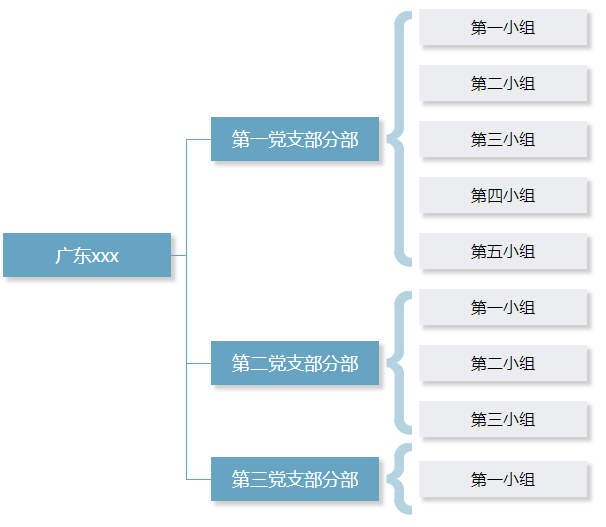 广东xxx
第一党支部分部
第一小组
第二小组
第三小组
第四小组
第五小组
第二党支部分部
第一小组
第二小组
第三小组
第三党支部分部
第一小组